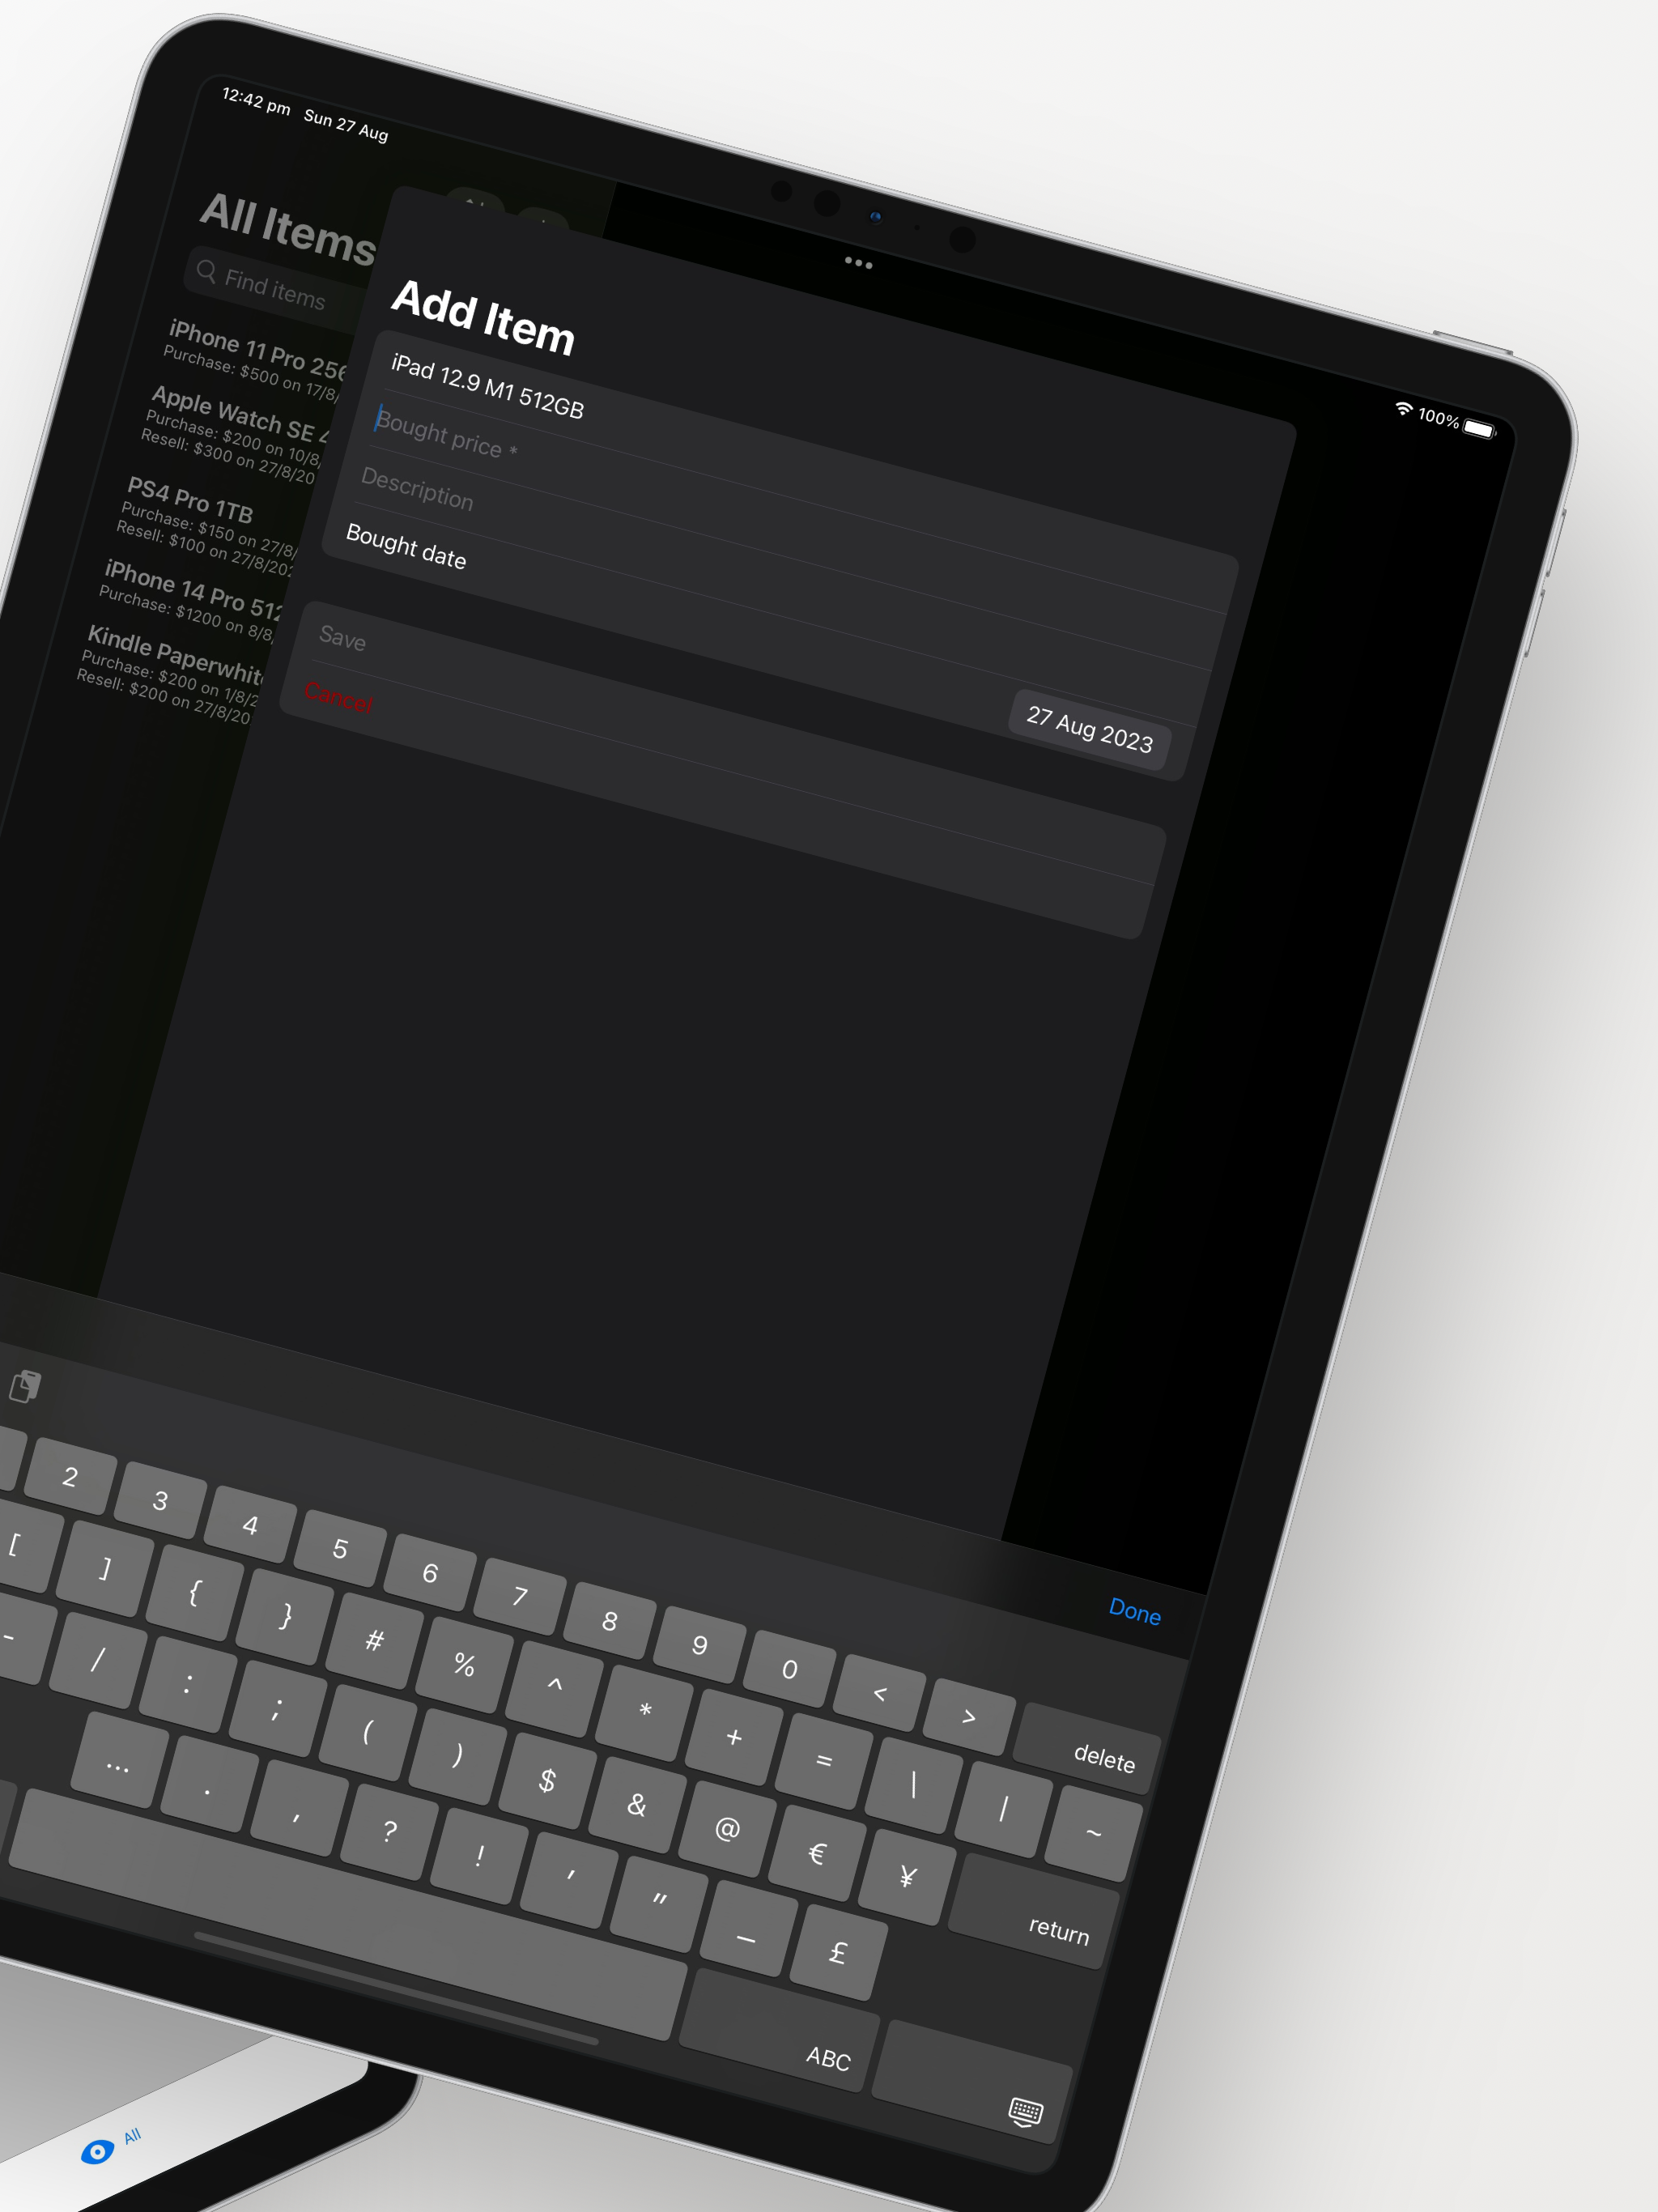 12:42 pm Sun 27 Aug
100%
All Items
Find items
iPhone 11 Pro 256
Purchase: $500 on 17/8/
Apple Watch SE 4
Purchase: $200 on 10/8/
Resell: $300 on 27/8/20
PS4 Pro 1TB
Purchase: $150 on 27/8/
Resell: $100 on 27/8/202
iPhone 14 Pro 512
Purchase: $1200 on 8/8/
Kindle Paperwhite
Purchase: $200 on 1/8/2
Resell: $200 on 27/8/20
Add Item
iPad 12.9 M1 512GB
Bought price *
Description
Bought date
27 Aug 2023
Save
Cancel
Done
2 3 4 5 6 7 8 9 0 < > delete
[ ] { } # % ^ * + = \ | ~
- / : ; ( ) $ & @ € ¥ return
... . , ? ! ' " _ £
ABC
All